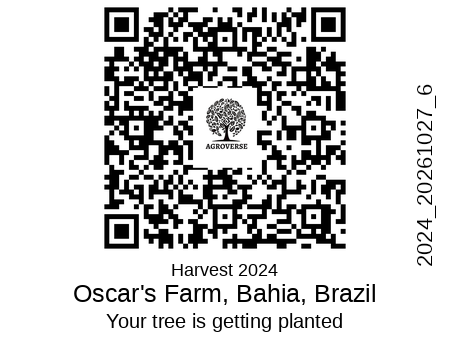 AGROVERSE
Harvest 2024
Oscar's Farm, Bahia, Brazil
Your tree is getting planted
2024_20261027_6